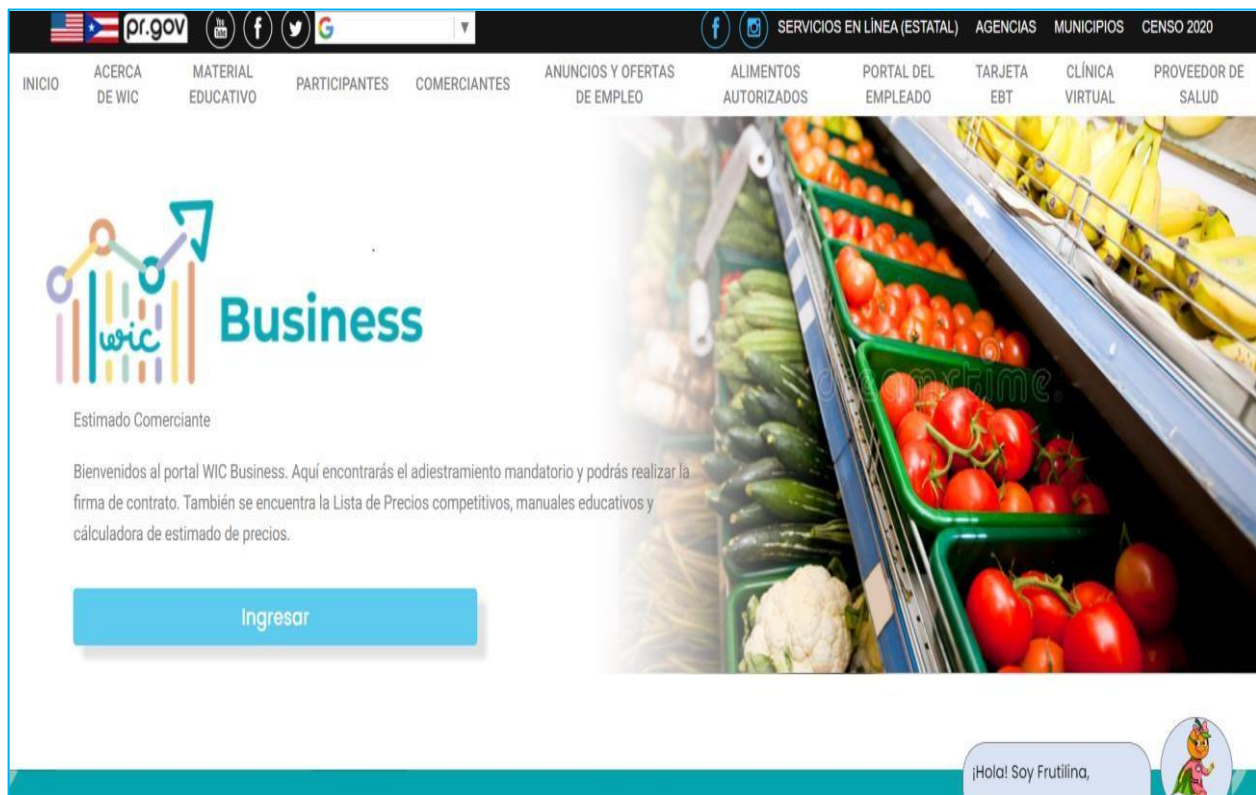 pr.gov You Tube f G f SERVICIOS EN LÍNEA (ESTATAL) AGENCIAS MUNICIPIOS CENSO 2020
INICIO ACERCA DE WIC MATERIAL EDUCATIVO PARTICIPANTES COMERCIANTES ANUNCIOS Y OFERTAS DE EMPLEO ALIMENTOS AUTORIZADOS PORTAL DEL EMPLEADO TARJETA EBT CLÍNICA VIRTUAL PROVEEDOR DE SALUD
wic Business
Estimado Comerciante
Bienvenidos al portal WIC Business. Aquí encontrarás el adiestramiento mandatorio y podrás realizar la
firma de contrato. También se encuentra la Lista de Precios competitivos, manuales educativos y
cálculadora de estimado de precios.
Ingresar
dreamstime.
¡Hola! Soy Frutilina,